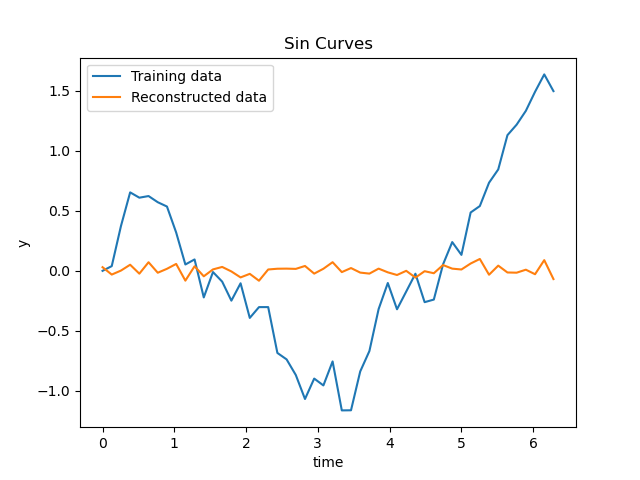 Sin Curves
Training data
Reconstructed data
1.5
1.0
0.5
0.0
−0.5
−1.0
y
0 1 2 3 4 5 6
time